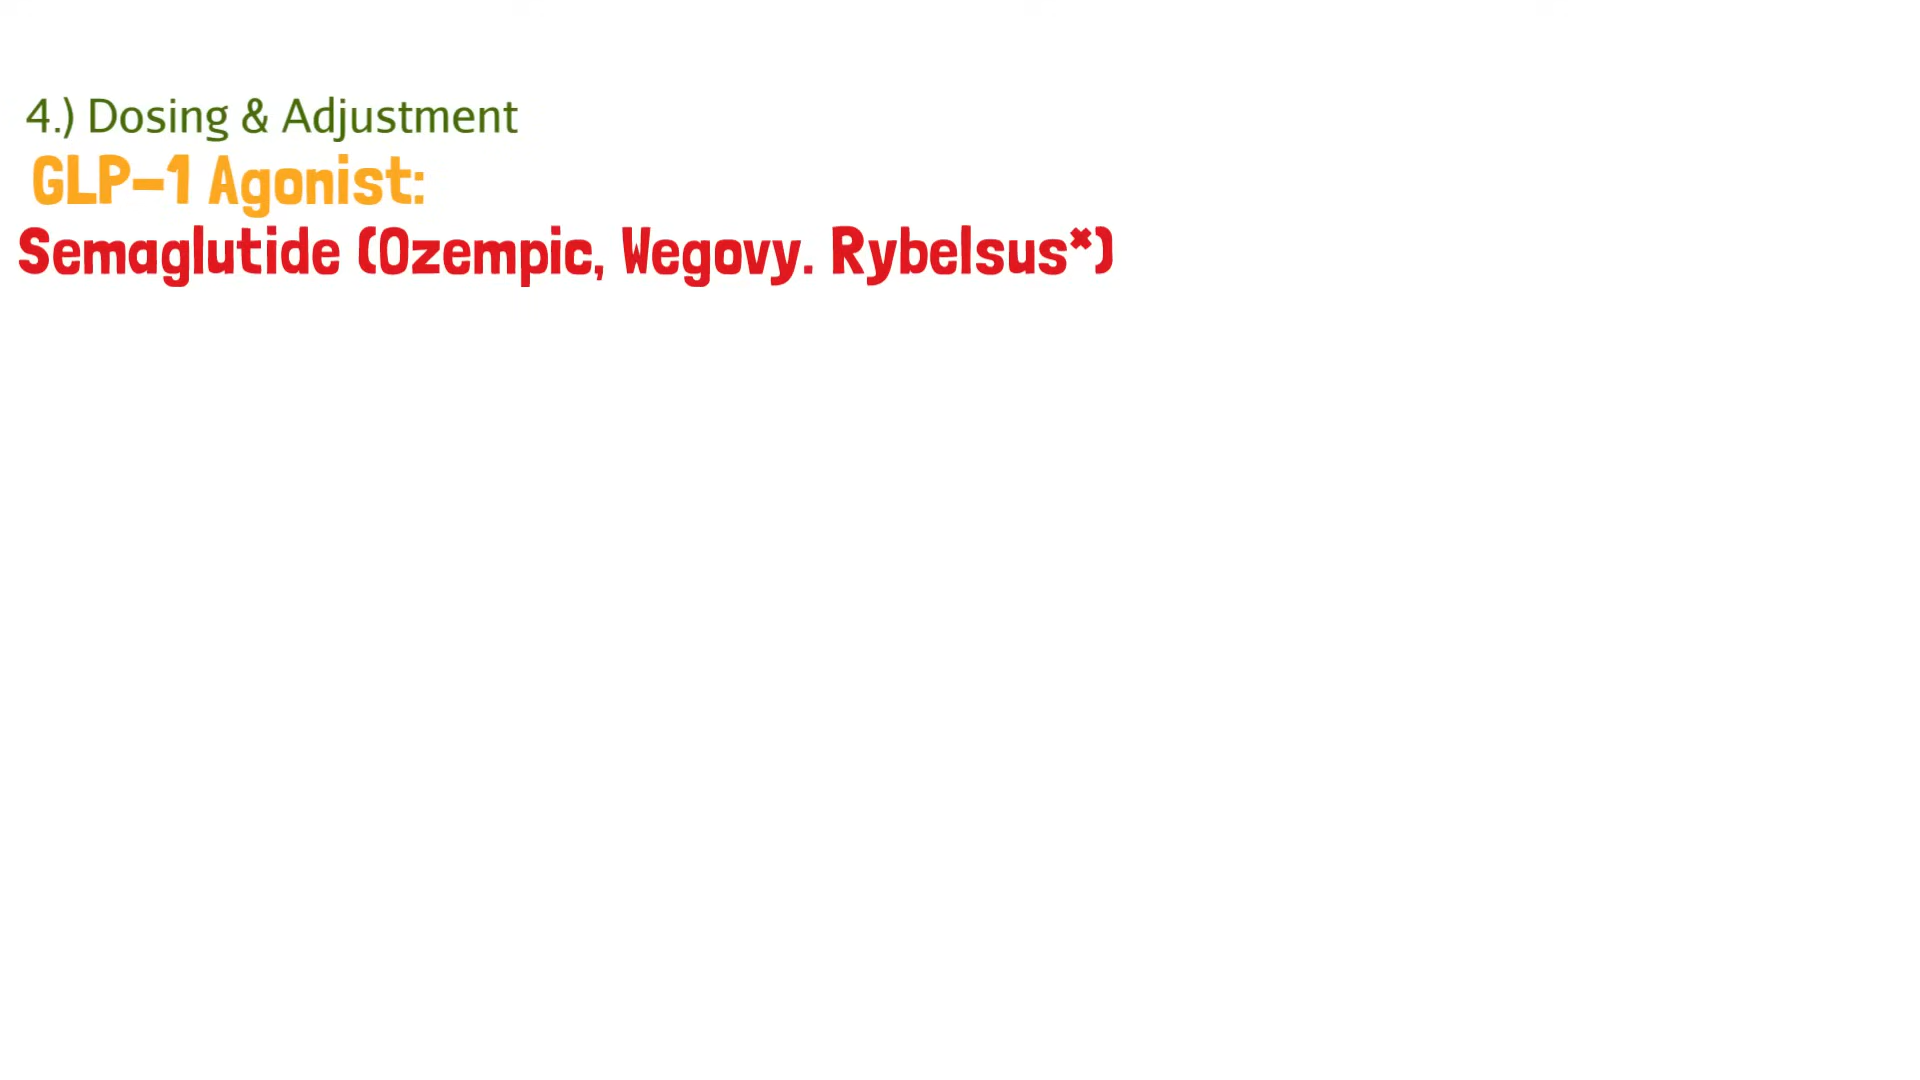 4.) Dosing & Adjustment
GLP-1 Agonist:
Semaglutide (Ozempic, Wegovy. Rybelsus*)